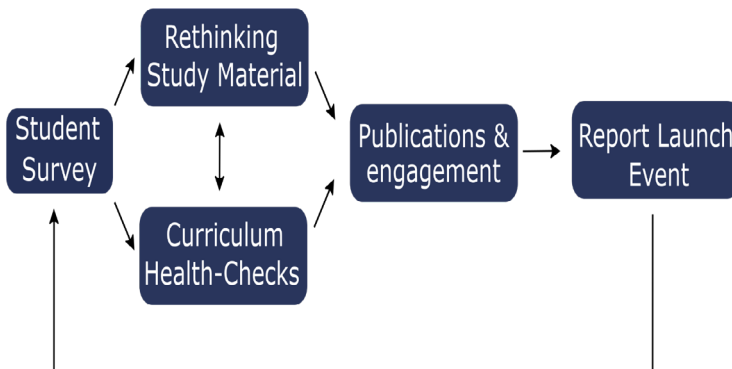 Rethinking
Study Material
Student
Survey
Publications &
engagement
Report Launch
Event
Curriculum
Health-Checks